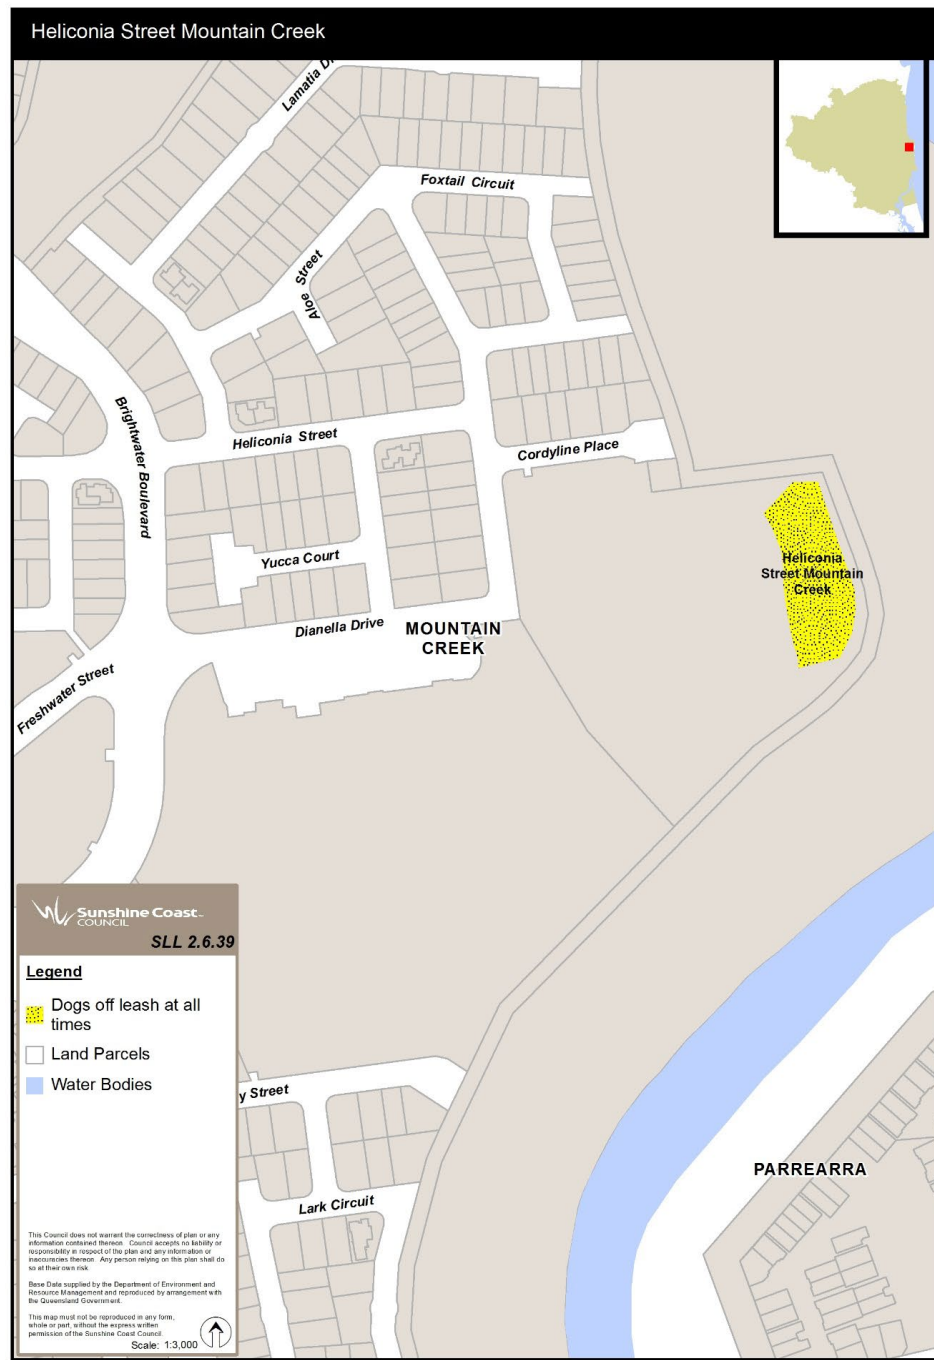 Heliconia Street Mountain Creek
Lamatia D
Foxtail Circuit
Aloe Street
Brightwater Boulevard
Heliconia Street
Cordyline Place
Yucca Court
Heliconia
Street Mountain
Creek
Dianella Drive
MOUNTAIN
CREEK
Freshwater Street
Sunshine Coast
COUNCIL
SLL 2.6.39
Legend
Dogs off leash at all
times
Land Parcels
Water Bodies
y Street
PARREARRA
Lark Circuit
This Council does not warrant the correctness of plan or any
information contained thereon. Council accepts no liability or
responsibility in respect of the plan and any information or
inaccuracies thereon. Any person relying on this plan shall do
so at their own risk.
Base Data supplied by the Department of Environment and
Resource Management and reproduced by arrangement with
the Queensland Government.
This map must not be reproduced in any form,
whole or part, without the express written
permission of the Sunshine Coast Council.
Scale: 1:3,000